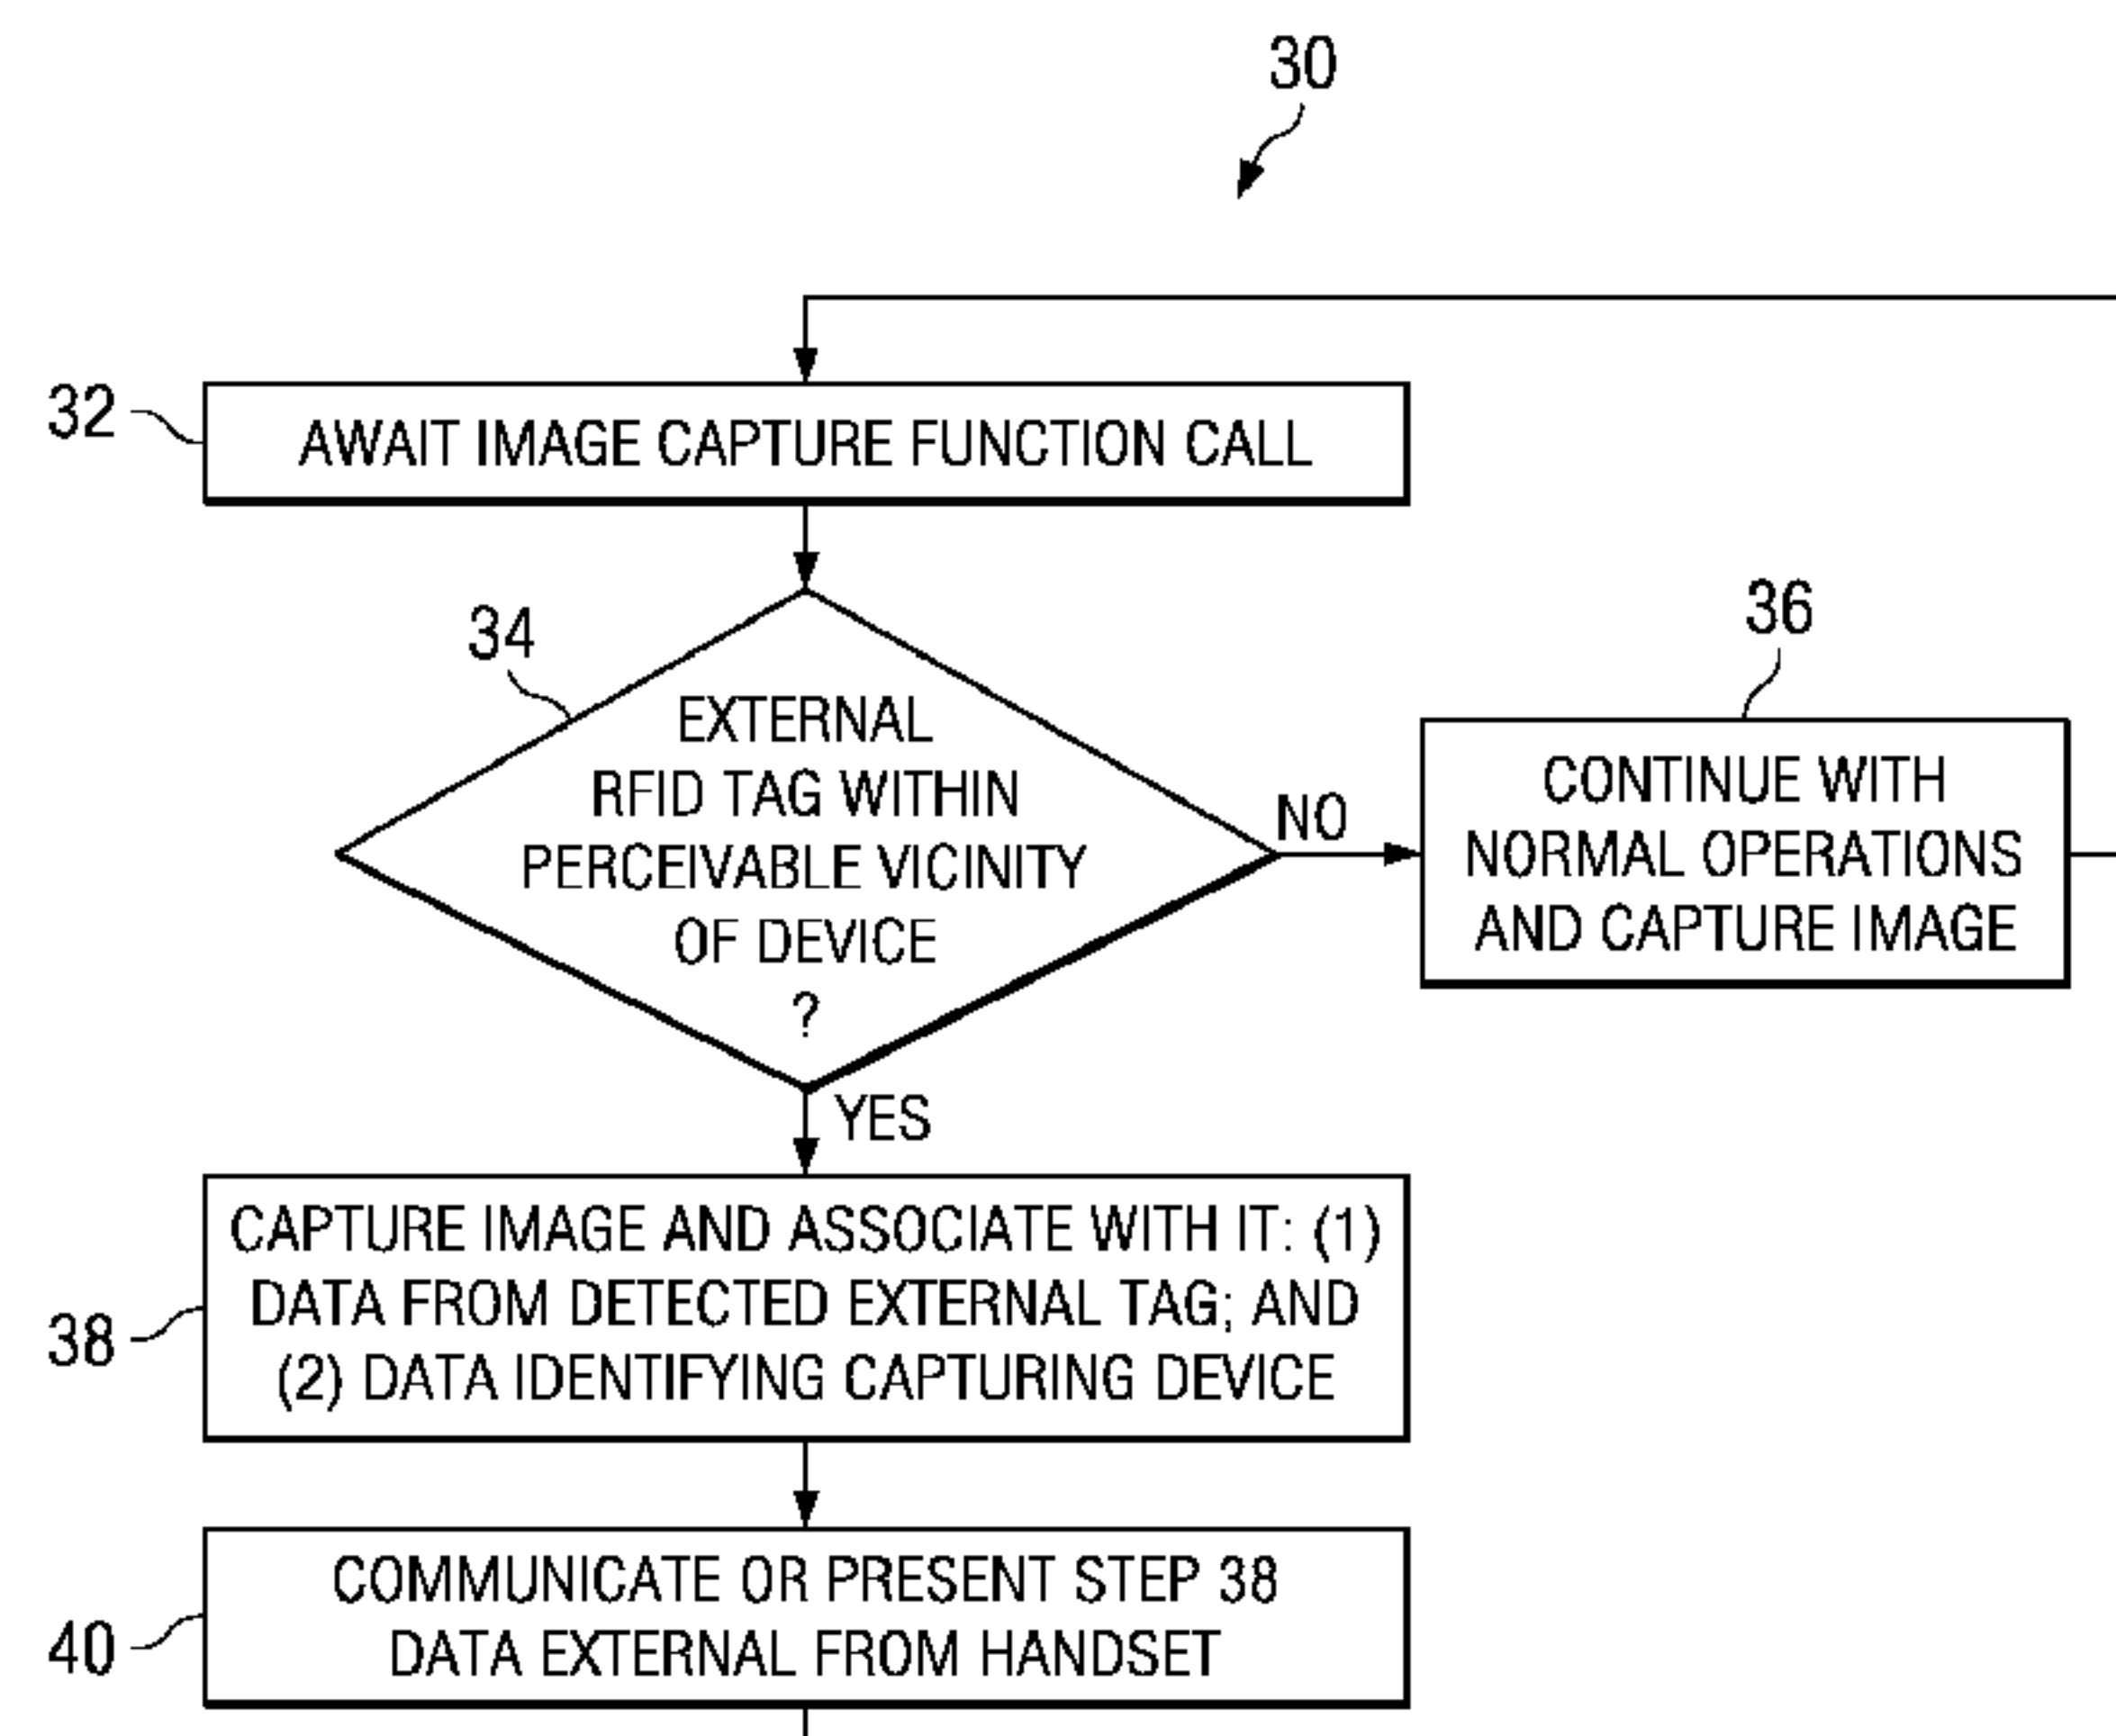 30
32
AWAIT IMAGE CAPTURE FUNCTION CALL
34
EXTERNAL
RFID TAG WITHIN
PERCEIVABLE VICINITY
OF DEVICE
?
NO
36
CONTINUE WITH
NORMAL OPERATIONS
AND CAPTURE IMAGE
YES
38
CAPTURE IMAGE AND ASSOCIATE WITH IT: (1)
DATA FROM DETECTED EXTERNAL TAG; AND
(2) DATA IDENTIFYING CAPTURING DEVICE
40
COMMUNICATE OR PRESENT STEP 38
DATA EXTERNAL FROM HANDSET